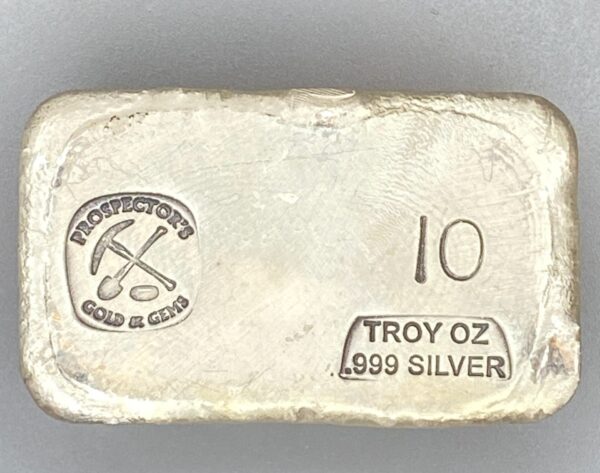 PROSPECTOR'S
GOLD & GEMS
10
TROY OZ
.999 SILVER